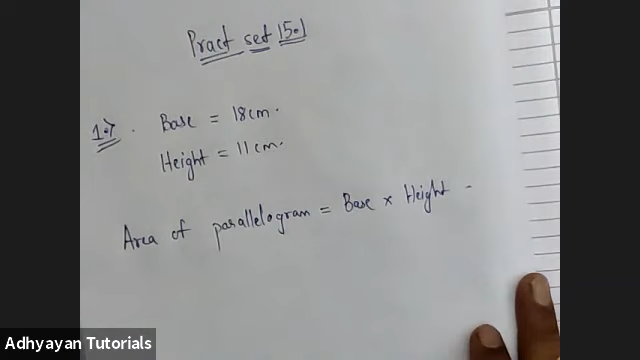 Pract set 15.1
1.> . Base = 18 cm.
Height = 11 cm.
Area of parallelogram = Base × Height -
Adhyayan Tutorials